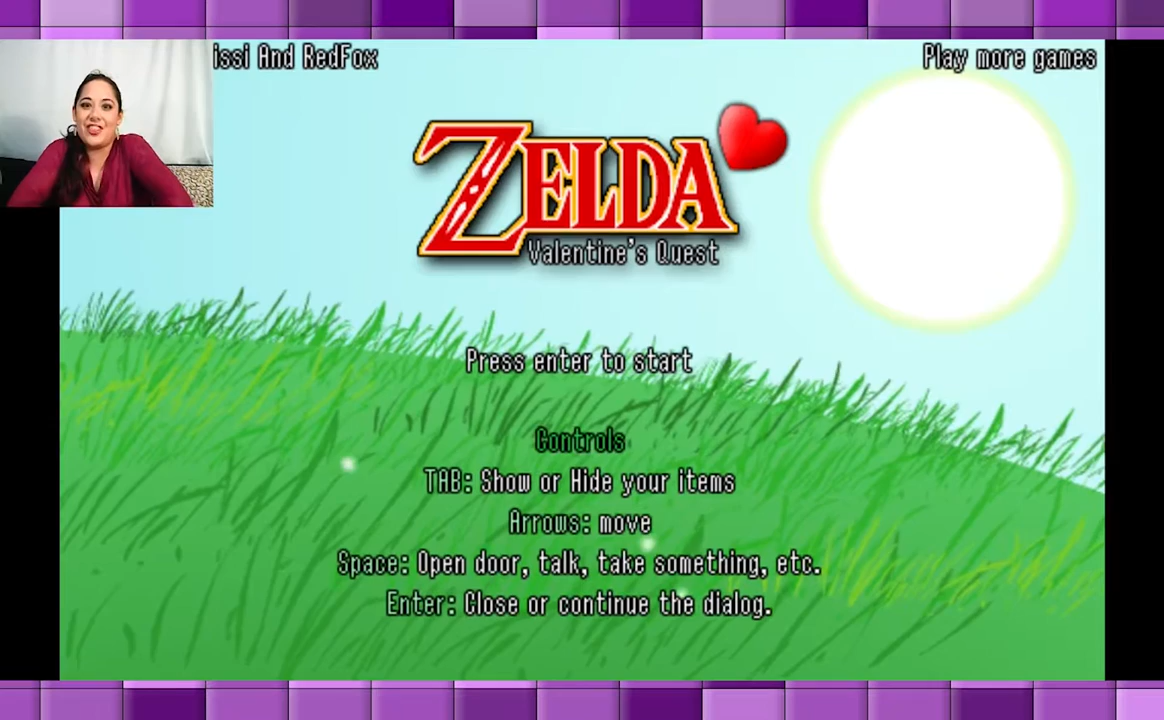 issi And RedFox
Play more games
ZELDA
Valentine's Quest
Press enter to start
Controls
TAB: Show or Hide your items
Arrows: move
Space: Open door, talk, take something, etc.
Enter: Close or continue the dialog.